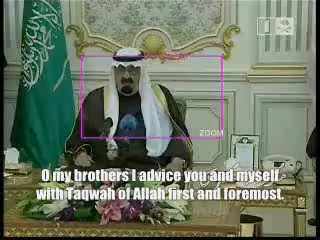 ZOOM
O my brothers I advice you and myself
with Taqwah of Allah first and foremost.